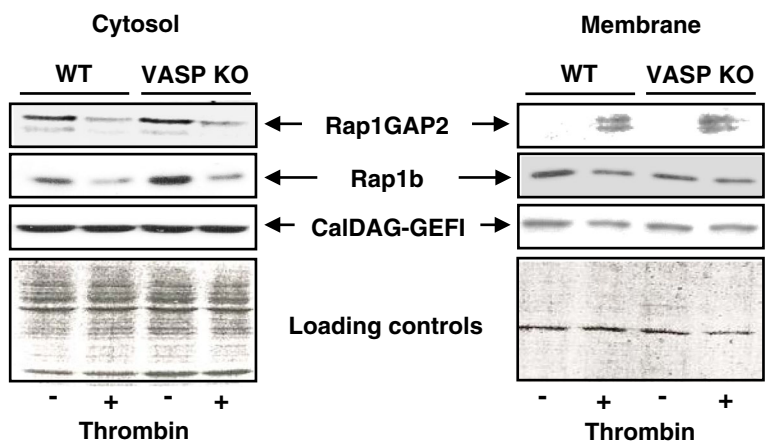 Cytosol
Membrane
WT VASP KO
WT VASP KO
Rap1GAP2
Rap1b
CalDAG-GEFI
Loading controls
- + - +
- + - +
Thrombin
Thrombin